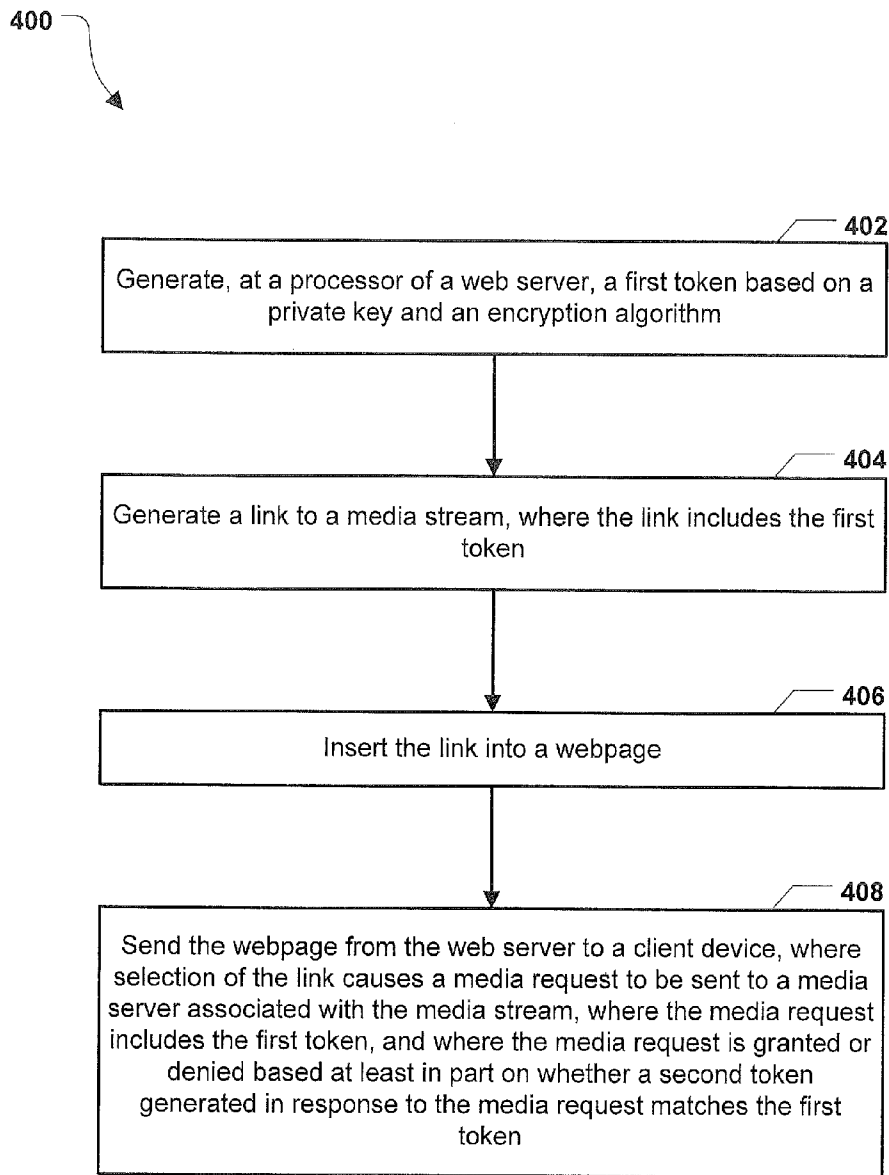 400
402
Generate, at a processor of a web server, a first token based on a
private key and an encryption algorithm
404
Generate a link to a media stream, where the link includes the first
token
406
Insert the link into a webpage
408
Send the webpage from the web server to a client device, where
selection of the link causes a media request to be sent to a media
server associated with the media stream, where the media request
includes the first token, and where the media request is granted or
denied based at least in part on whether a second token
generated in response to the media request matches the first
token